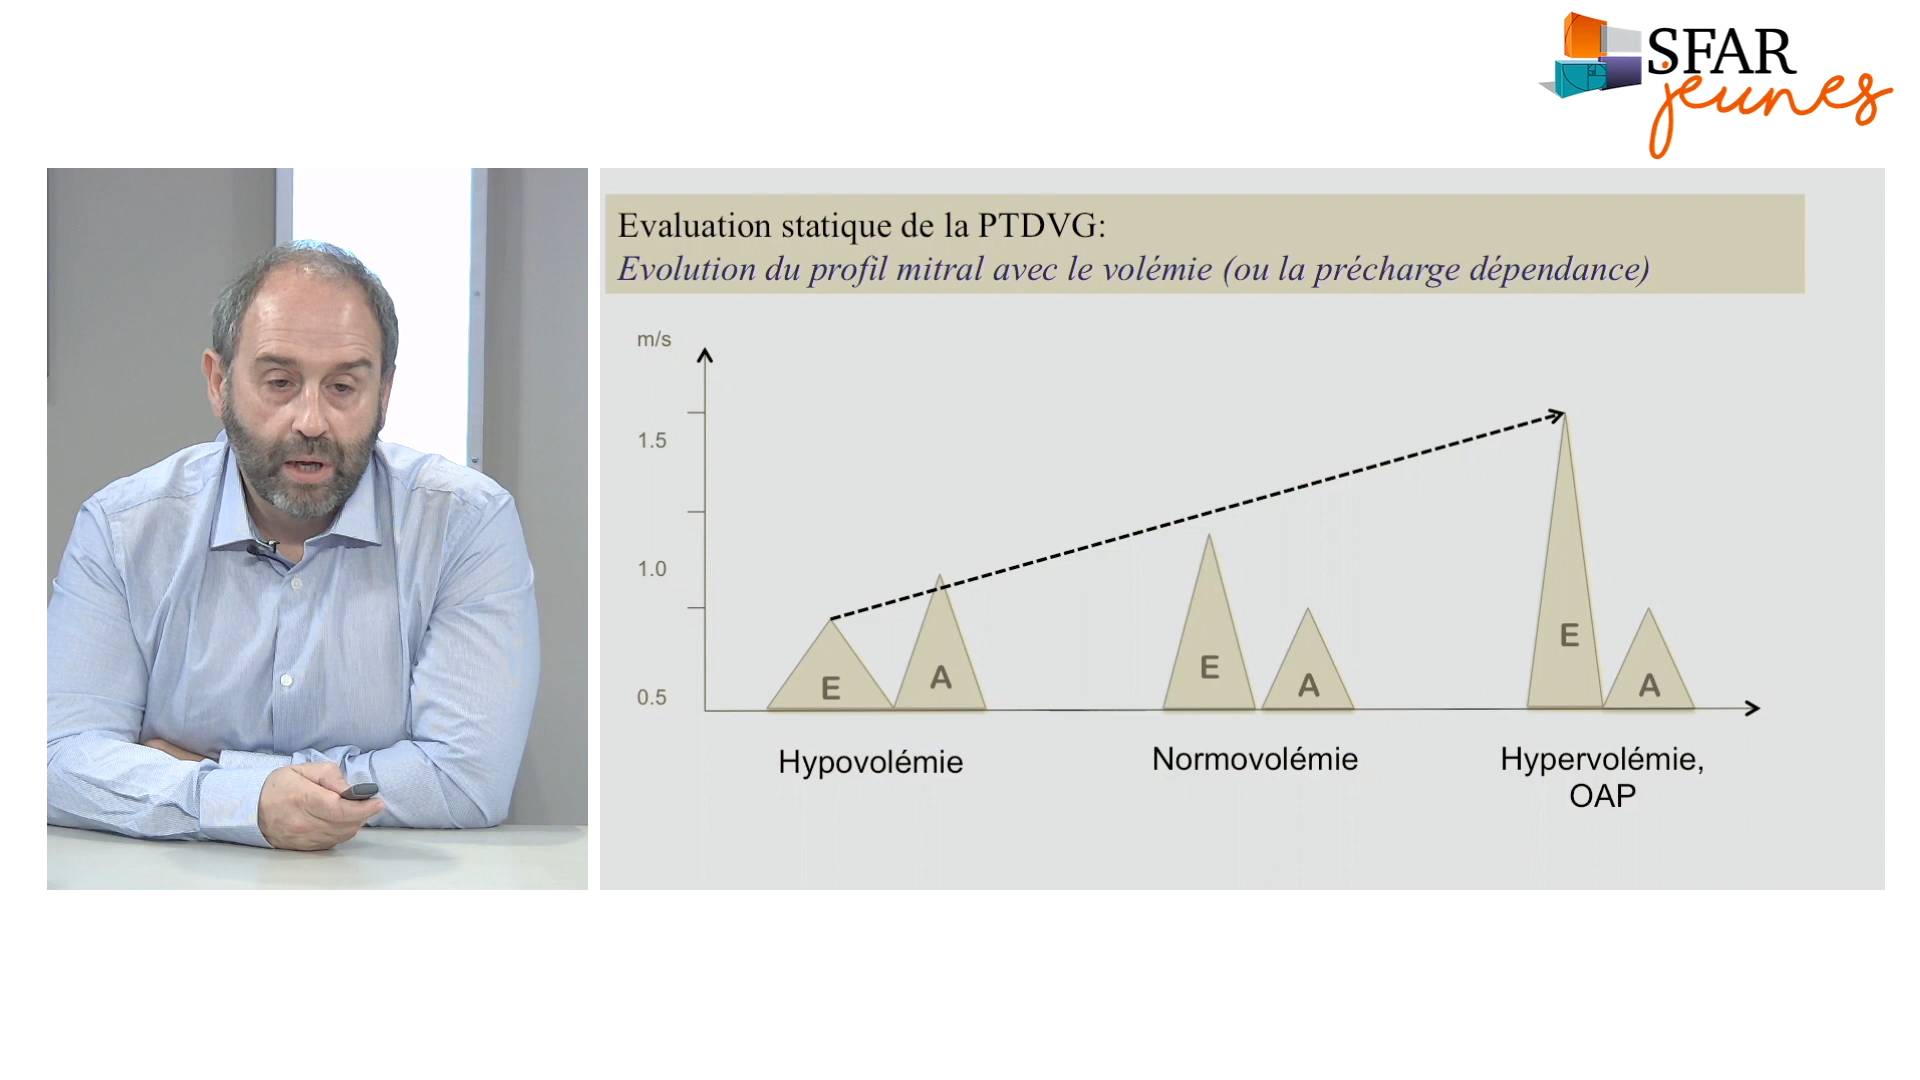 SFAR
jeunes
Evaluation statique de la PTDVG:
Evolution du profil mitral avec le volémie (ou la précharge dépendance)
m/s
1.5
1.0
0.5
E
A
E
A
E
A
Hypovolémie
Normovolémie
Hypervolémie,
OAP